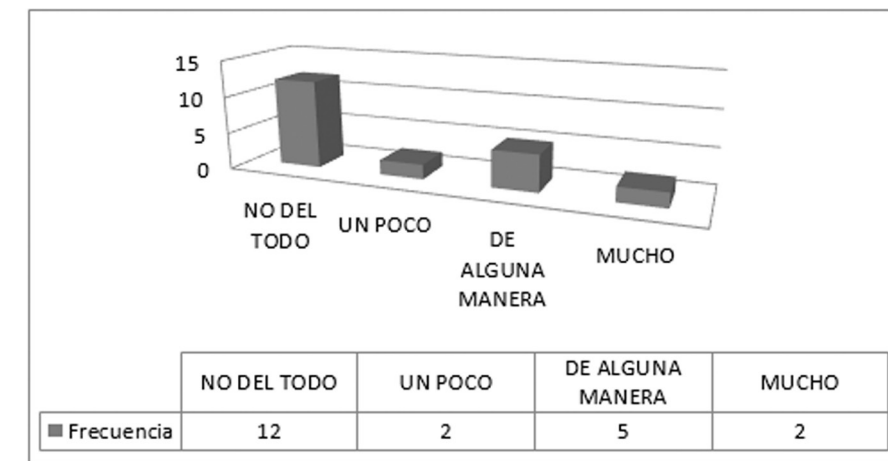 15
10
5
0
NO DEL
TODO
UN POCO
DE
ALGUNA
MANERA
MUCHO
NO DEL TODO UN POCO DE ALGUNA MANERA MUCHO
Frecuencia 12 2 5 2